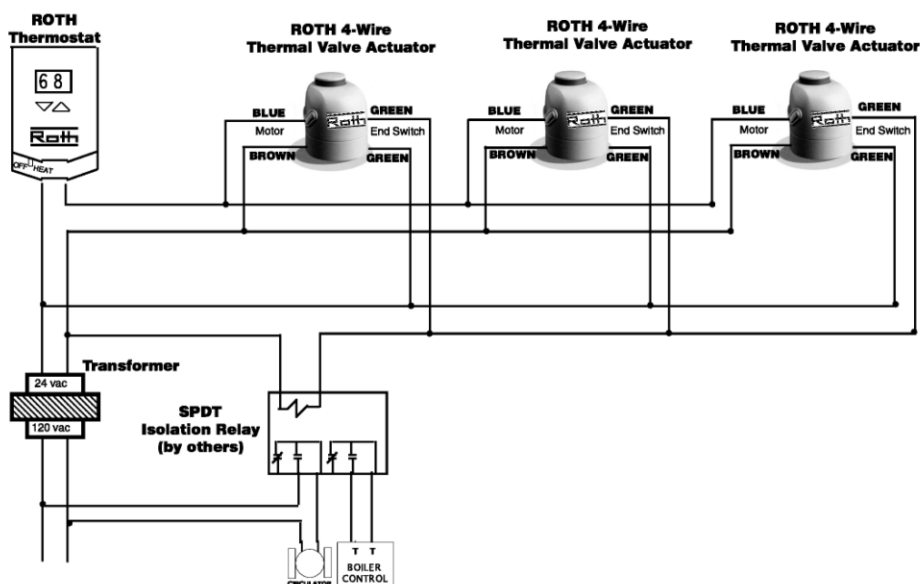 ROTH
Thermostat
68
Roth
OFF HEAT
ROTH 4-Wire
Thermal Valve Actuator
BLUE
Motor
BROWN
Roth
GREEN
End Switch
GREEN
ROTH 4-Wire
Thermal Valve Actuator
BLUE
Motor
BROWN
Roth
GREEN
End Switch
GREEN
ROTH 4-Wire
Thermal Valve Actuator
BLUE
Motor
BROWN
Roth
GREEN
End Switch
GREEN
Transformer
24 vac
120 vac
SPDT
Isolation Relay
(by others)
CIRCULATOR
T T
BOILER
CONTROL